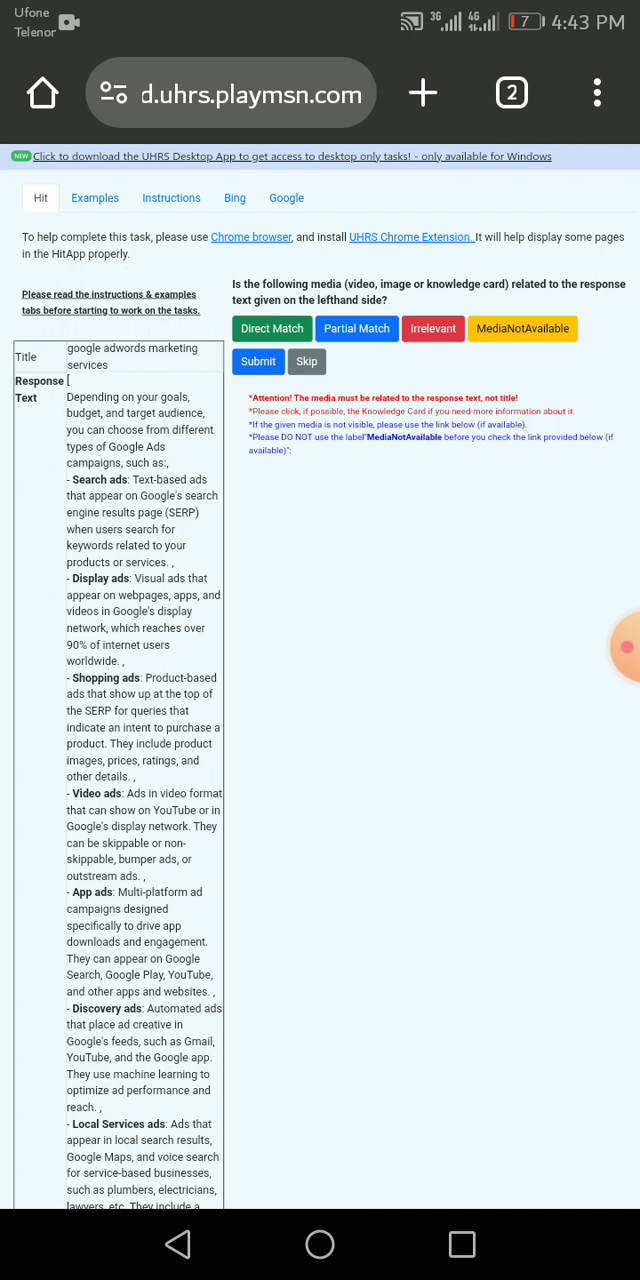 Ufone
Telenor
3G
4G
7
4:43 PM
d.uhrs.playmsn.com
2
NEW Click to download the UHRS Desktop App to get access to desktop only tasks! - only available for Windows
Hit Examples Instructions Bing Google
To help complete this task, please use Chrome browser, and install UHRS Chrome Extension. It will help display some pages
in the HitApp properly.
Please read the instructions & examples
tabs before starting to work on the tasks.
Title
google adwords marketing
services
Response
Text
[
Depending on your goals,
budget, and target audience,
you can choose from different
types of Google Ads
campaigns, such as:,
- Search ads: Text-based ads
that appear on Google's search
engine results page (SERP)
when users search for
keywords related to your
products or services. ,
- Display ads: Visual ads that
appear on webpages, apps, and
videos in Google's display
network, which reaches over
90% of internet users
worldwide. ,
- Shopping ads: Product-based
ads that show up at the top of
the SERP for queries that
indicate an intent to purchase a
product. They include product
images, prices, ratings, and
other details. ,
- Video ads: Ads in video format
that can show on YouTube or in
Google's display network. They
can be skippable or non-
skippable, bumper ads, or
outstream ads. ,
- App ads: Multi-platform ad
campaigns designed
specifically to drive app
downloads and engagement.
They can appear on Google
Search, Google Play, YouTube,
and other apps and websites. ,
- Discovery ads: Automated ads
that place ad creative in
Google's feeds, such as Gmail,
YouTube, and the Google app.
They use machine learning to
optimize ad performance and
reach. ,
- Local Services ads: Ads that
appear in local search results,
Google Maps, and voice search
for service-based businesses,
such as plumbers, electricians,
lawyers, etc. They include a
Is the following media (video, image or knowledge card) related to the response
text given on the lefthand side?
Direct Match Partial Match Irrelevant MediaNotAvailable
Submit Skip
*Attention! The media must be related to the response text, not title!
*Please click, if possible, the Knowledge Card if you need more information about it.
*If the given media is not visible, please use the link below (if available).
*Please DO NOT use the label"MediaNotAvailable before you check the link provided below (if
available)":